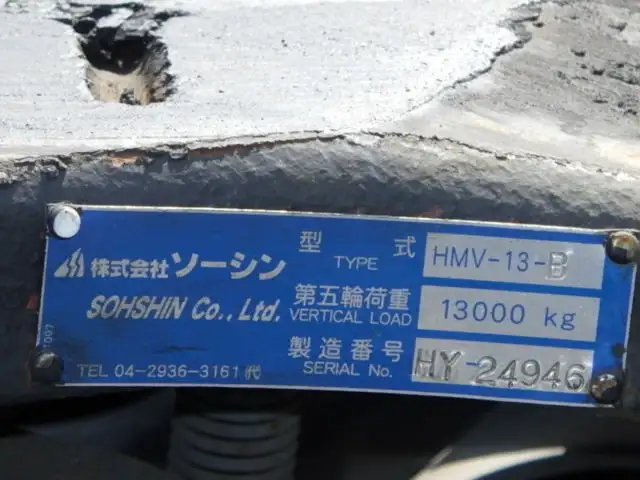 株式会社 ソーシン
SOHSHIN Co., Ltd.
TEL 04-2936-3161代
型 式 HMV-13-B
TYPE
第五輪荷重 13000 kg
VERTICAL LOAD
製造番号 HY-24946
SERIAL No.